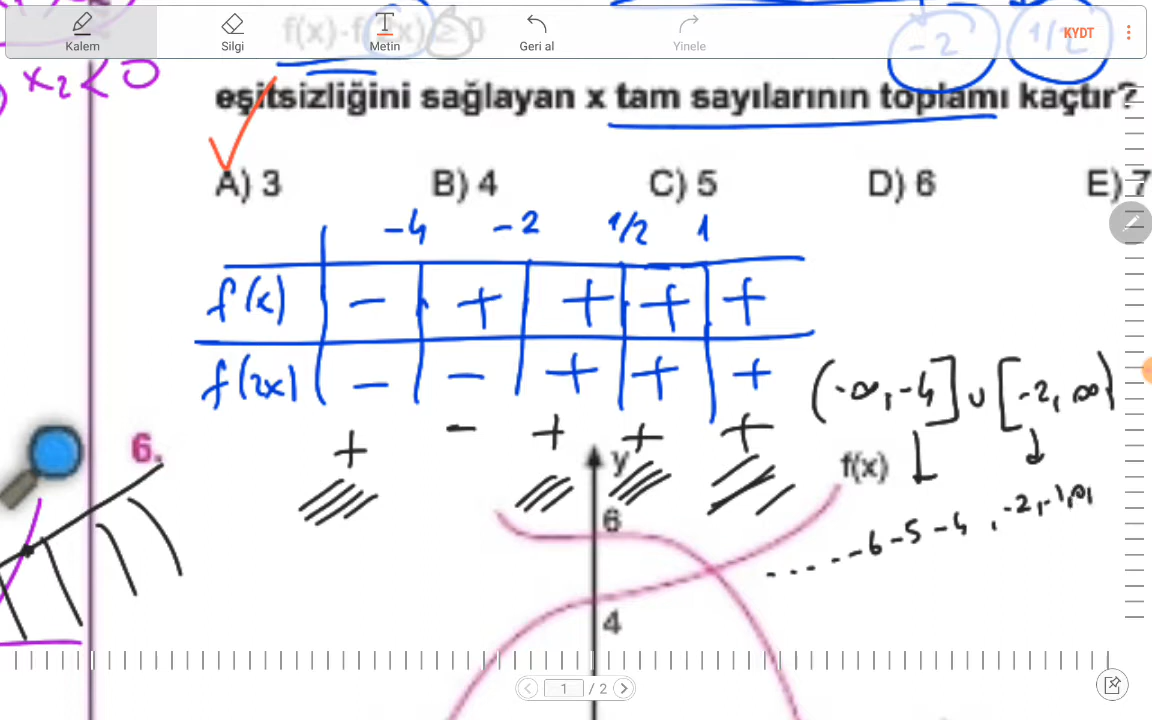 Kalem Silgi Metin Geri al Yinele KYDT
f(x)·f(2x) ≥ 0
-2 1/2
x₂ < 0
eşitsizliğini sağlayan x tam sayılarının toplamı kaçtır?
A) 3 B) 4 C) 5 D) 6 E) 7
-4 -2 1/2 1
f(x) - + + + +
f(2x) - - + + +
(-∞, -4] ∪ [-2, ∞)
+ - + + +
6.
y
f(x)
6
.... -6 -5 -4 , -2, -1, 0,
4
1 / 2